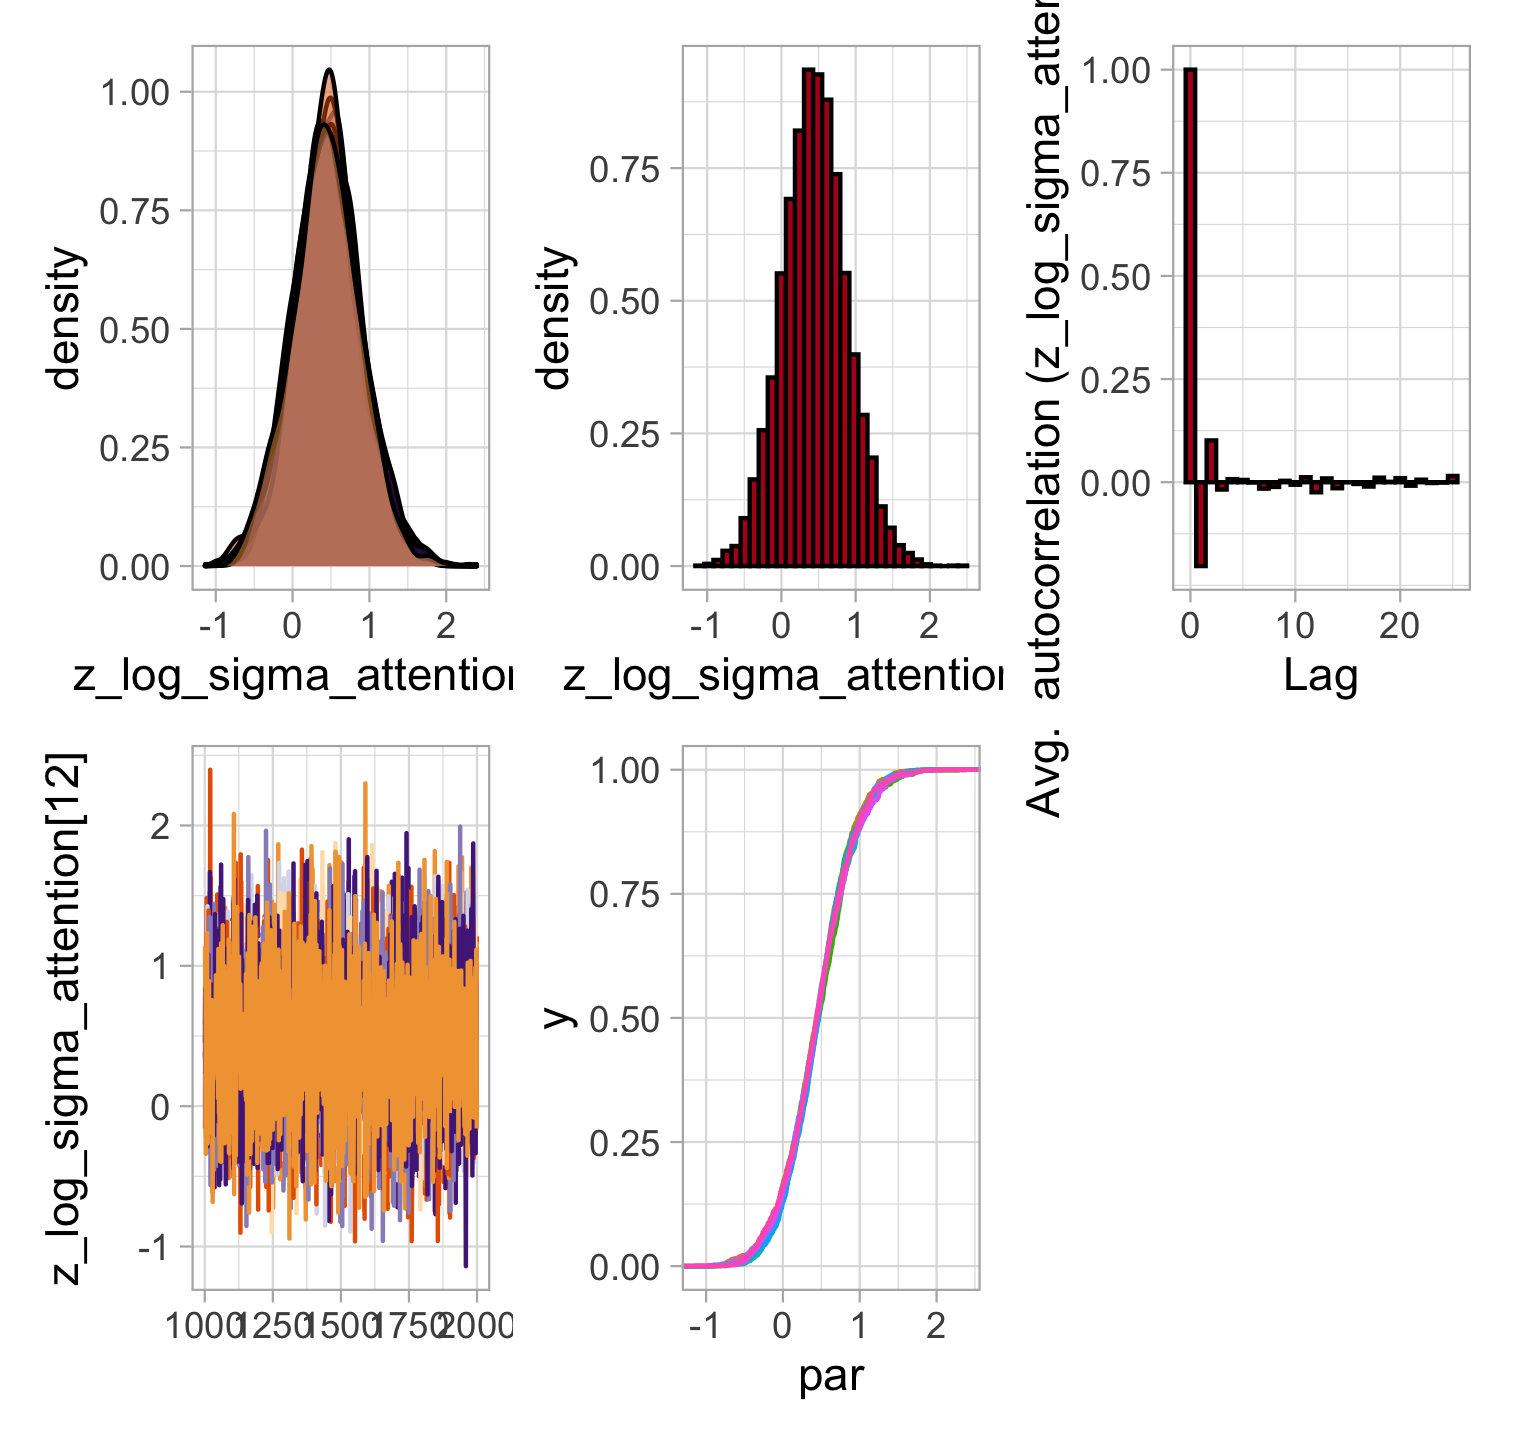 1.00
0.75
0.50
0.25
0.00
density
-1 0 1 2
z_log_sigma_attention
0.75
0.50
0.25
0.00
density
-1 0 1 2
z_log_sigma_attention
Avg. autocorrelation (z_log_sigma_atten
1.00
0.75
0.50
0.25
0.00
0 10 20
Lag
z_log_sigma_attention[12]
2
1
0
-1
1000 1250 1500 1750 2000
y
1.00
0.75
0.50
0.25
0.00
-1 0 1 2
par